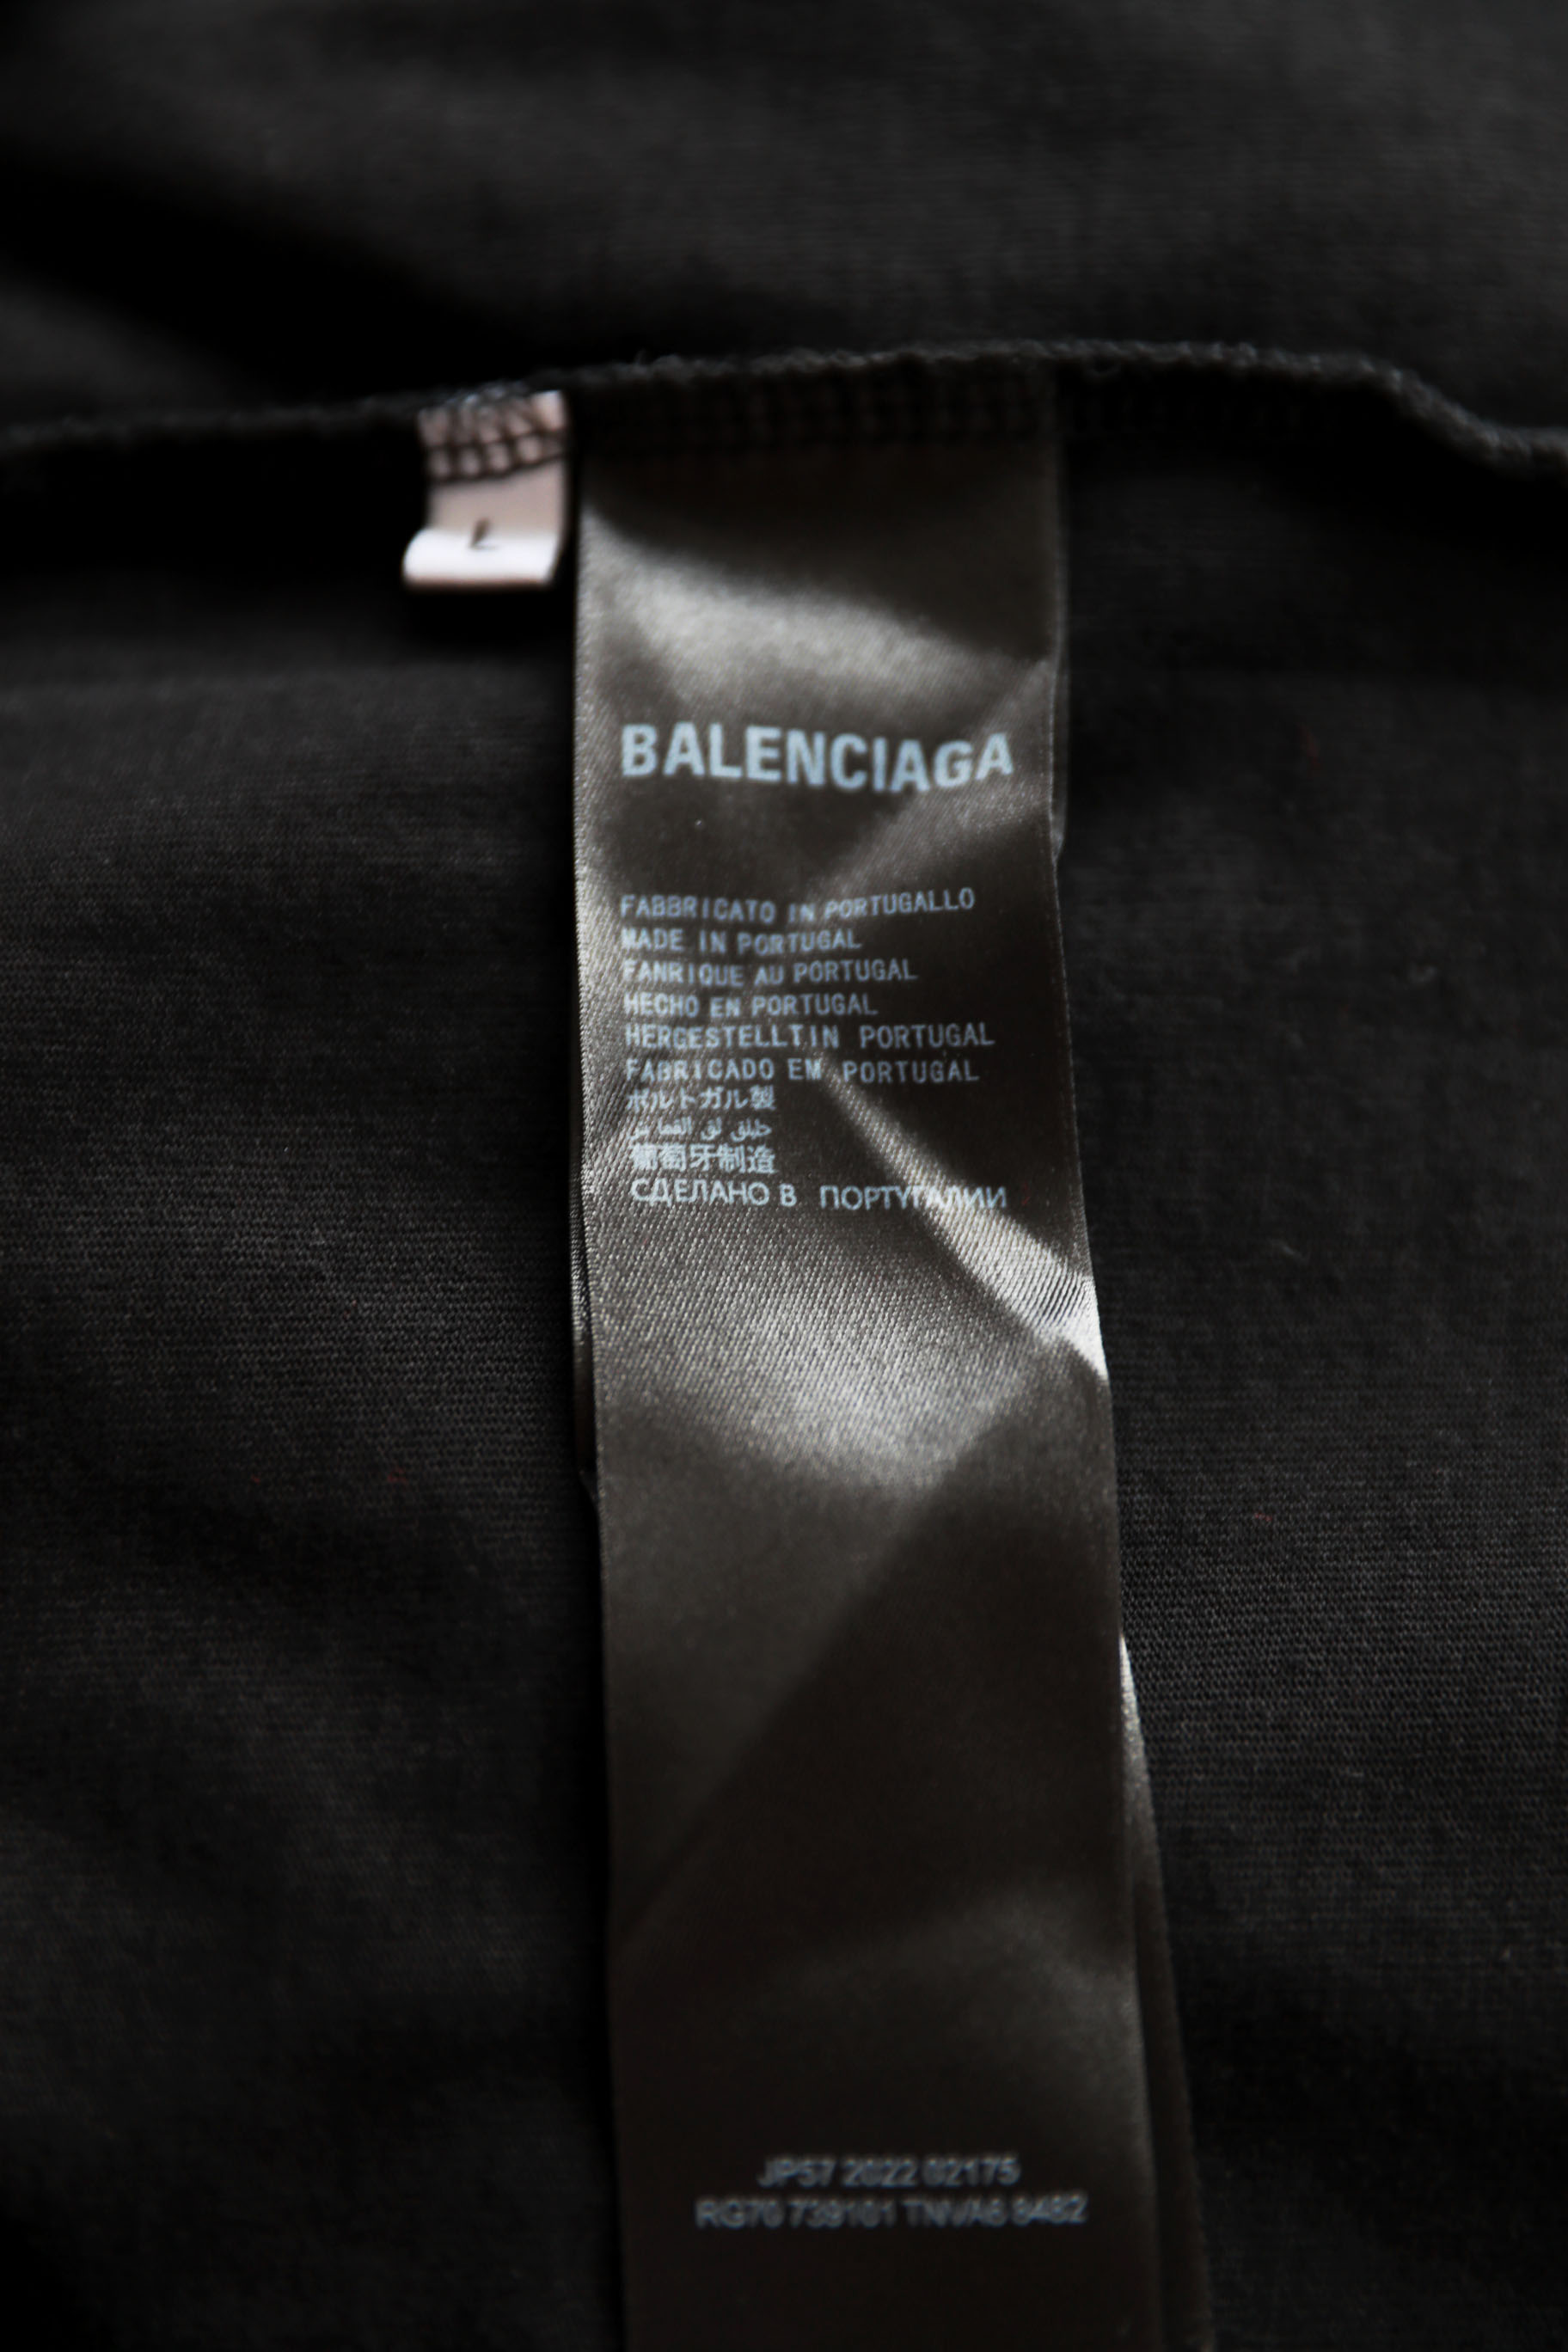 L
BALENCIAGA
FABBRICATO IN PORTUGALLO
MADE IN PORTUGAL
FANRIQUE AU PORTUGAL
HECHO EN PORTUGAL
HERGESTELLTIN PORTUGAL
FABRICADO EM PORTUGAL
ポルトガル製
葡萄牙制造
СДЕЛАНО В ПОРТУГАЛИИ
JP57 2022 02175
RG70 739101 TNVA6 8482